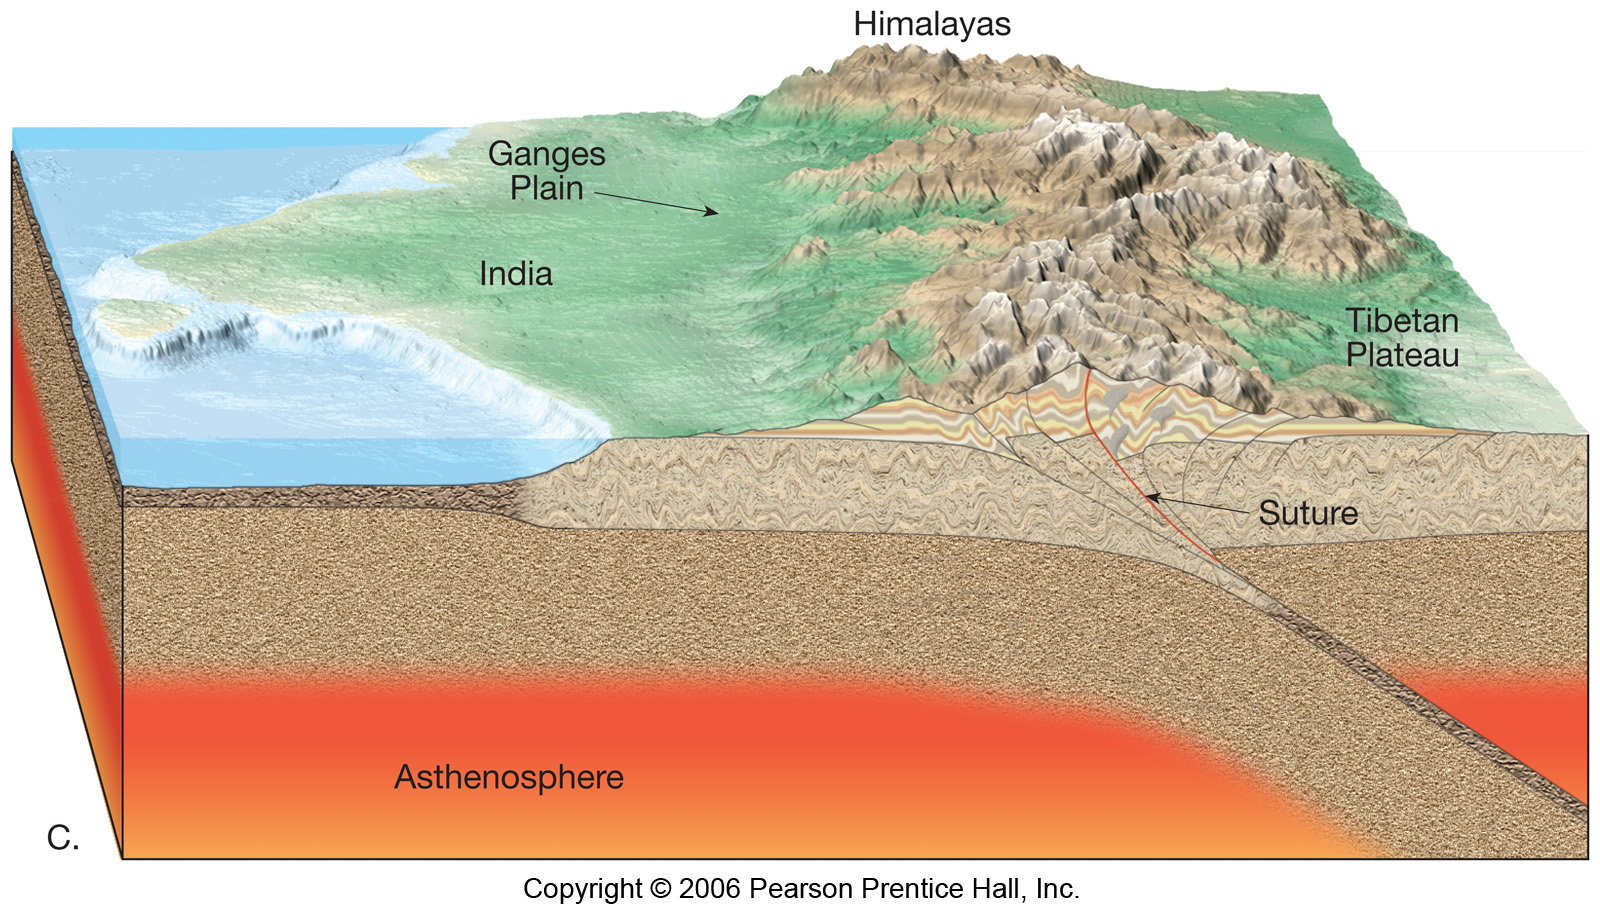 Himalayas
Ganges
Plain
India
Tibetan
Plateau
Suture
Asthenosphere
C.
Copyright © 2006 Pearson Prentice Hall, Inc.